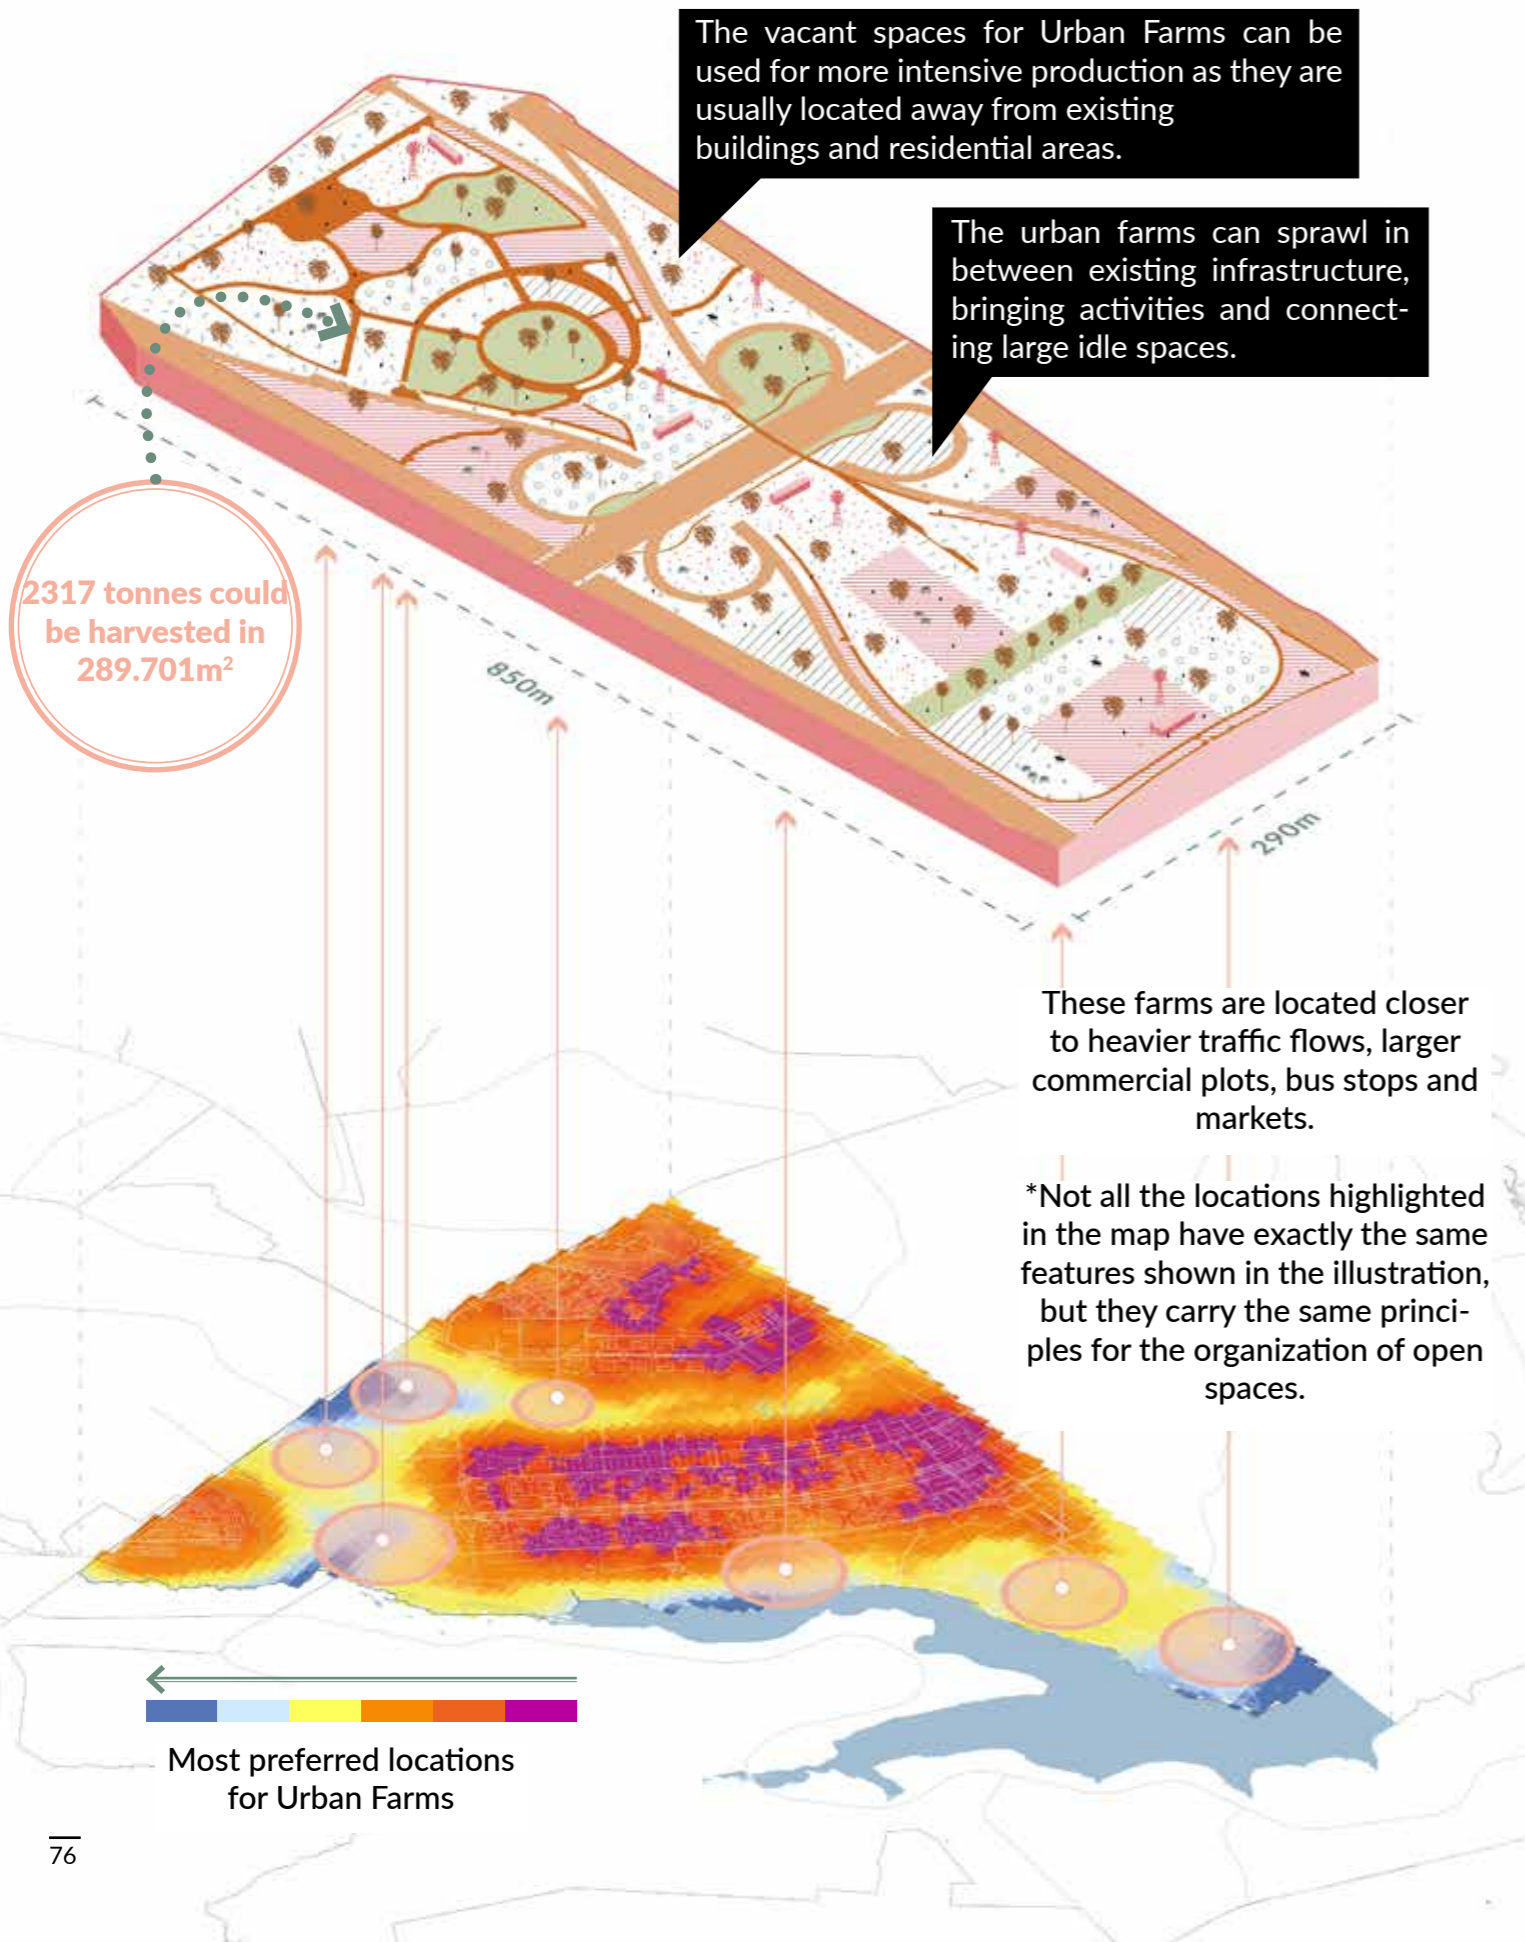 The vacant spaces for Urban Farms can be
used for more intensive production as they are
usually located away from existing
buildings and residential areas.
The urban farms can sprawl in
between existing infrastructure,
bringing activities and connect-
ing large idle spaces.
2317 tonnes could
be harvested in
289.701m²
850m
290m
These farms are located closer
to heavier traffic flows, larger
commercial plots, bus stops and
markets.
*Not all the locations highlighted
in the map have exactly the same
features shown in the illustration,
but they carry the same princi-
ples for the organization of open
spaces.
Most preferred locations
for Urban Farms
76